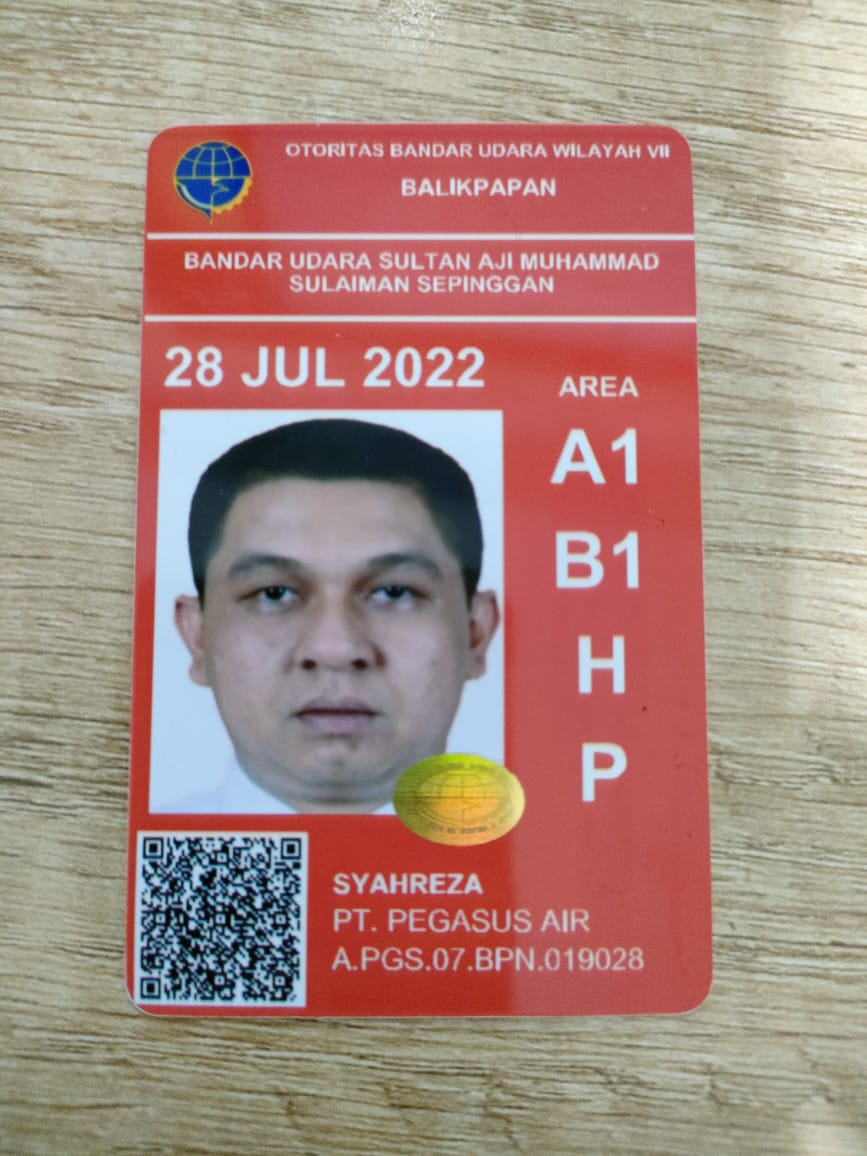 OTORITAS BANDAR UDARA WILAYAH VII
BALIKPAPAN
BANDAR UDARA SULTAN AJI MUHAMMAD
SULAIMAN SEPINGGAN
28 JUL 2022
AREA
A1
B1
H
P
SYAHREZA
PT. PEGASUS AIR
A.PGS.07.BPN.019028